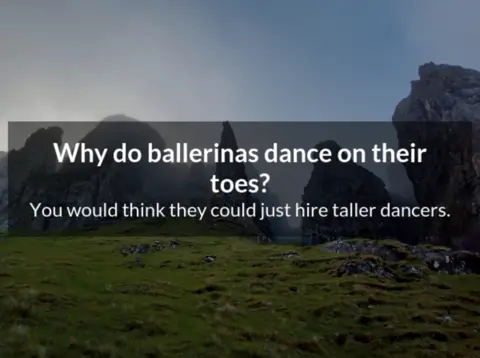 Why do ballerinas dance on their
toes?
You would think they could just hire taller dancers.